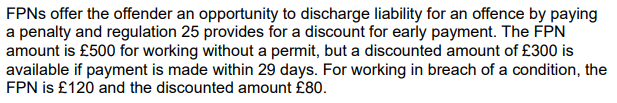 FPNs offer the offender an opportunity to discharge liability for an offence by paying
a penalty and regulation 25 provides for a discount for early payment. The FPN
amount is £500 for working without a permit, but a discounted amount of £300 is
available if payment is made within 29 days. For working in breach of a condition, the
FPN is £120 and the discounted amount £80.